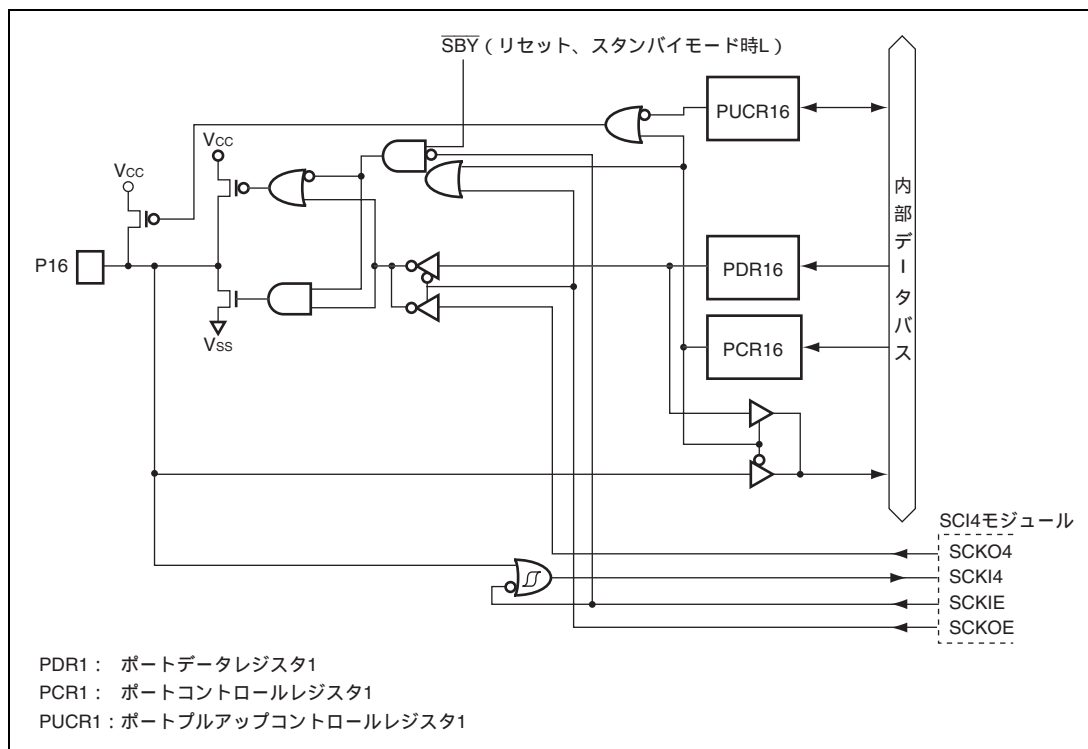 SBY（リセット、スタンバイモード時L）
PUCR16
VCC
VCC
内部データバス
P16
PDR16
PCR16
VSS
SCI4モジュール
SCKO4
SCKI4
SCKIE
SCKOE
PDR1： ポートデータレジスタ1
PCR1： ポートコントロールレジスタ1
PUCR1：ポートプルアップコントロールレジスタ1